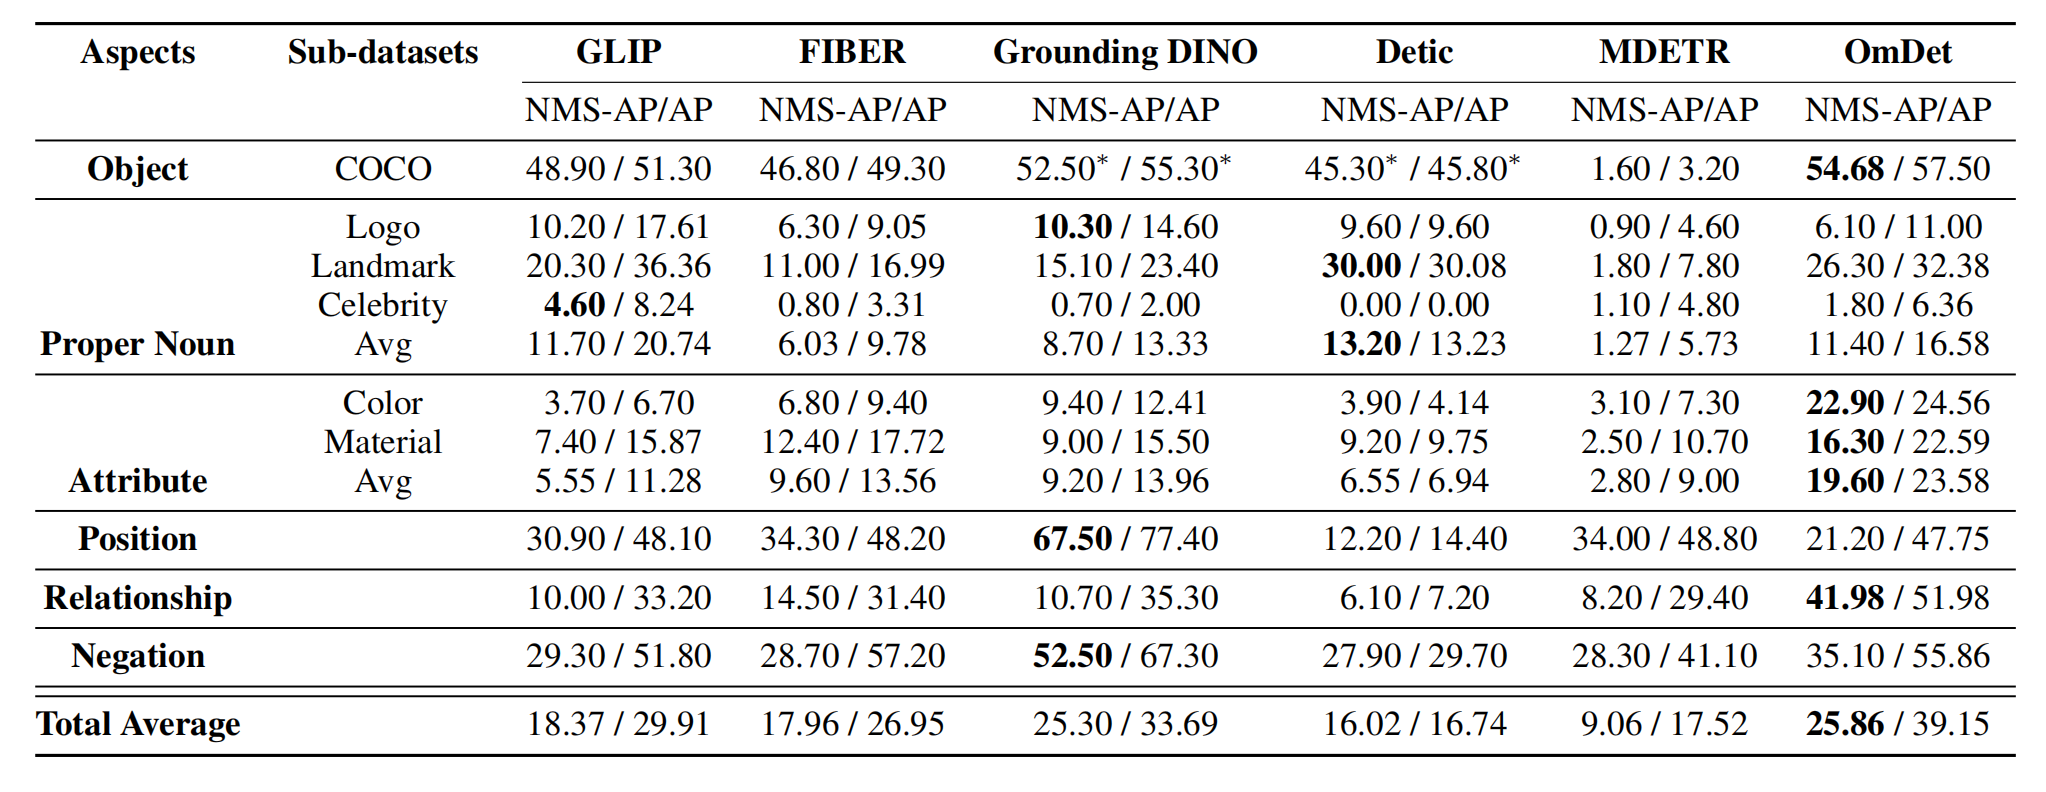 Aspects Sub-datasets GLIP FIBER Grounding DINO Detic MDETR OmDet
NMS-AP/AP NMS-AP/AP NMS-AP/AP NMS-AP/AP NMS-AP/AP NMS-AP/AP
Object COCO 48.90 / 51.30 46.80 / 49.30 52.50* / 55.30* 45.30* / 45.80* 1.60 / 3.20 54.68 / 57.50
Logo 10.20 / 17.61 6.30 / 9.05 10.30 / 14.60 9.60 / 9.60 0.90 / 4.60 6.10 / 11.00
Landmark 20.30 / 36.36 11.00 / 16.99 15.10 / 23.40 30.00 / 30.08 1.80 / 7.80 26.30 / 32.38
Celebrity 4.60 / 8.24 0.80 / 3.31 0.70 / 2.00 0.00 / 0.00 1.10 / 4.80 1.80 / 6.36
Proper Noun Avg 11.70 / 20.74 6.03 / 9.78 8.70 / 13.33 13.20 / 13.23 1.27 / 5.73 11.40 / 16.58
Color 3.70 / 6.70 6.80 / 9.40 9.40 / 12.41 3.90 / 4.14 3.10 / 7.30 22.90 / 24.56
Material 7.40 / 15.87 12.40 / 17.72 9.00 / 15.50 9.20 / 9.75 2.50 / 10.70 16.30 / 22.59
Attribute Avg 5.55 / 11.28 9.60 / 13.56 9.20 / 13.96 6.55 / 6.94 2.80 / 9.00 19.60 / 23.58
Position 30.90 / 48.10 34.30 / 48.20 67.50 / 77.40 12.20 / 14.40 34.00 / 48.80 21.20 / 47.75
Relationship 10.00 / 33.20 14.50 / 31.40 10.70 / 35.30 6.10 / 7.20 8.20 / 29.40 41.98 / 51.98
Negation 29.30 / 51.80 28.70 / 57.20 52.50 / 67.30 27.90 / 29.70 28.30 / 41.10 35.10 / 55.86
Total Average 18.37 / 29.91 17.96 / 26.95 25.30 / 33.69 16.02 / 16.74 9.06 / 17.52 25.86 / 39.15